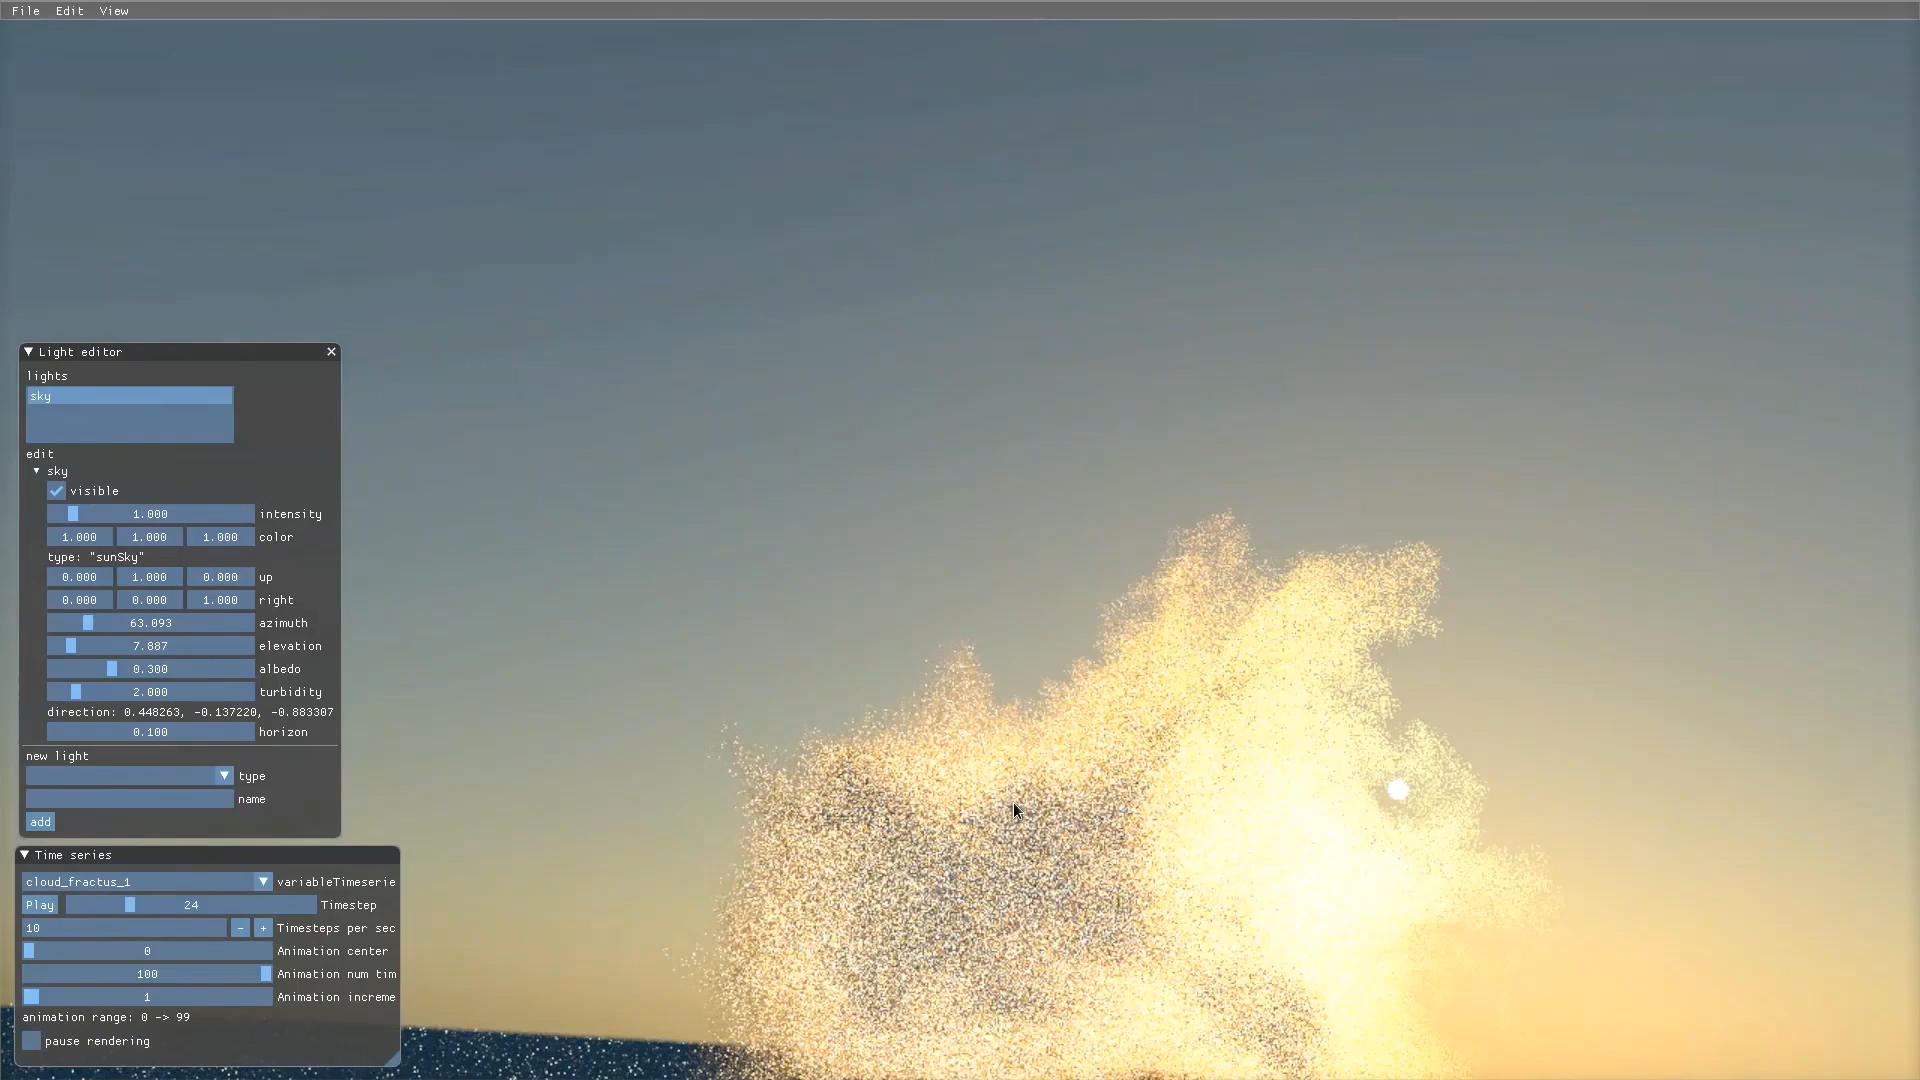 File Edit View
Light editor
lights
sky
edit
sky
visible
1.000 intensity
1.000 1.000 1.000 color
type: "sunSky"
0.000 1.000 0.000 up
0.000 0.000 1.000 right
63.093 azimuth
7.887 elevation
0.300 albedo
2.000 turbidity
direction: 0.448263, -0.137220, -0.883307
0.100 horizon
new light
type
name
add
Time series
cloud_fractus_1 variableTimeserie
Play 24 Timestep
10 - + Timesteps per sec
0 Animation center
100 Animation num tim
1 Animation increme
animation range: 0 -> 99
pause rendering